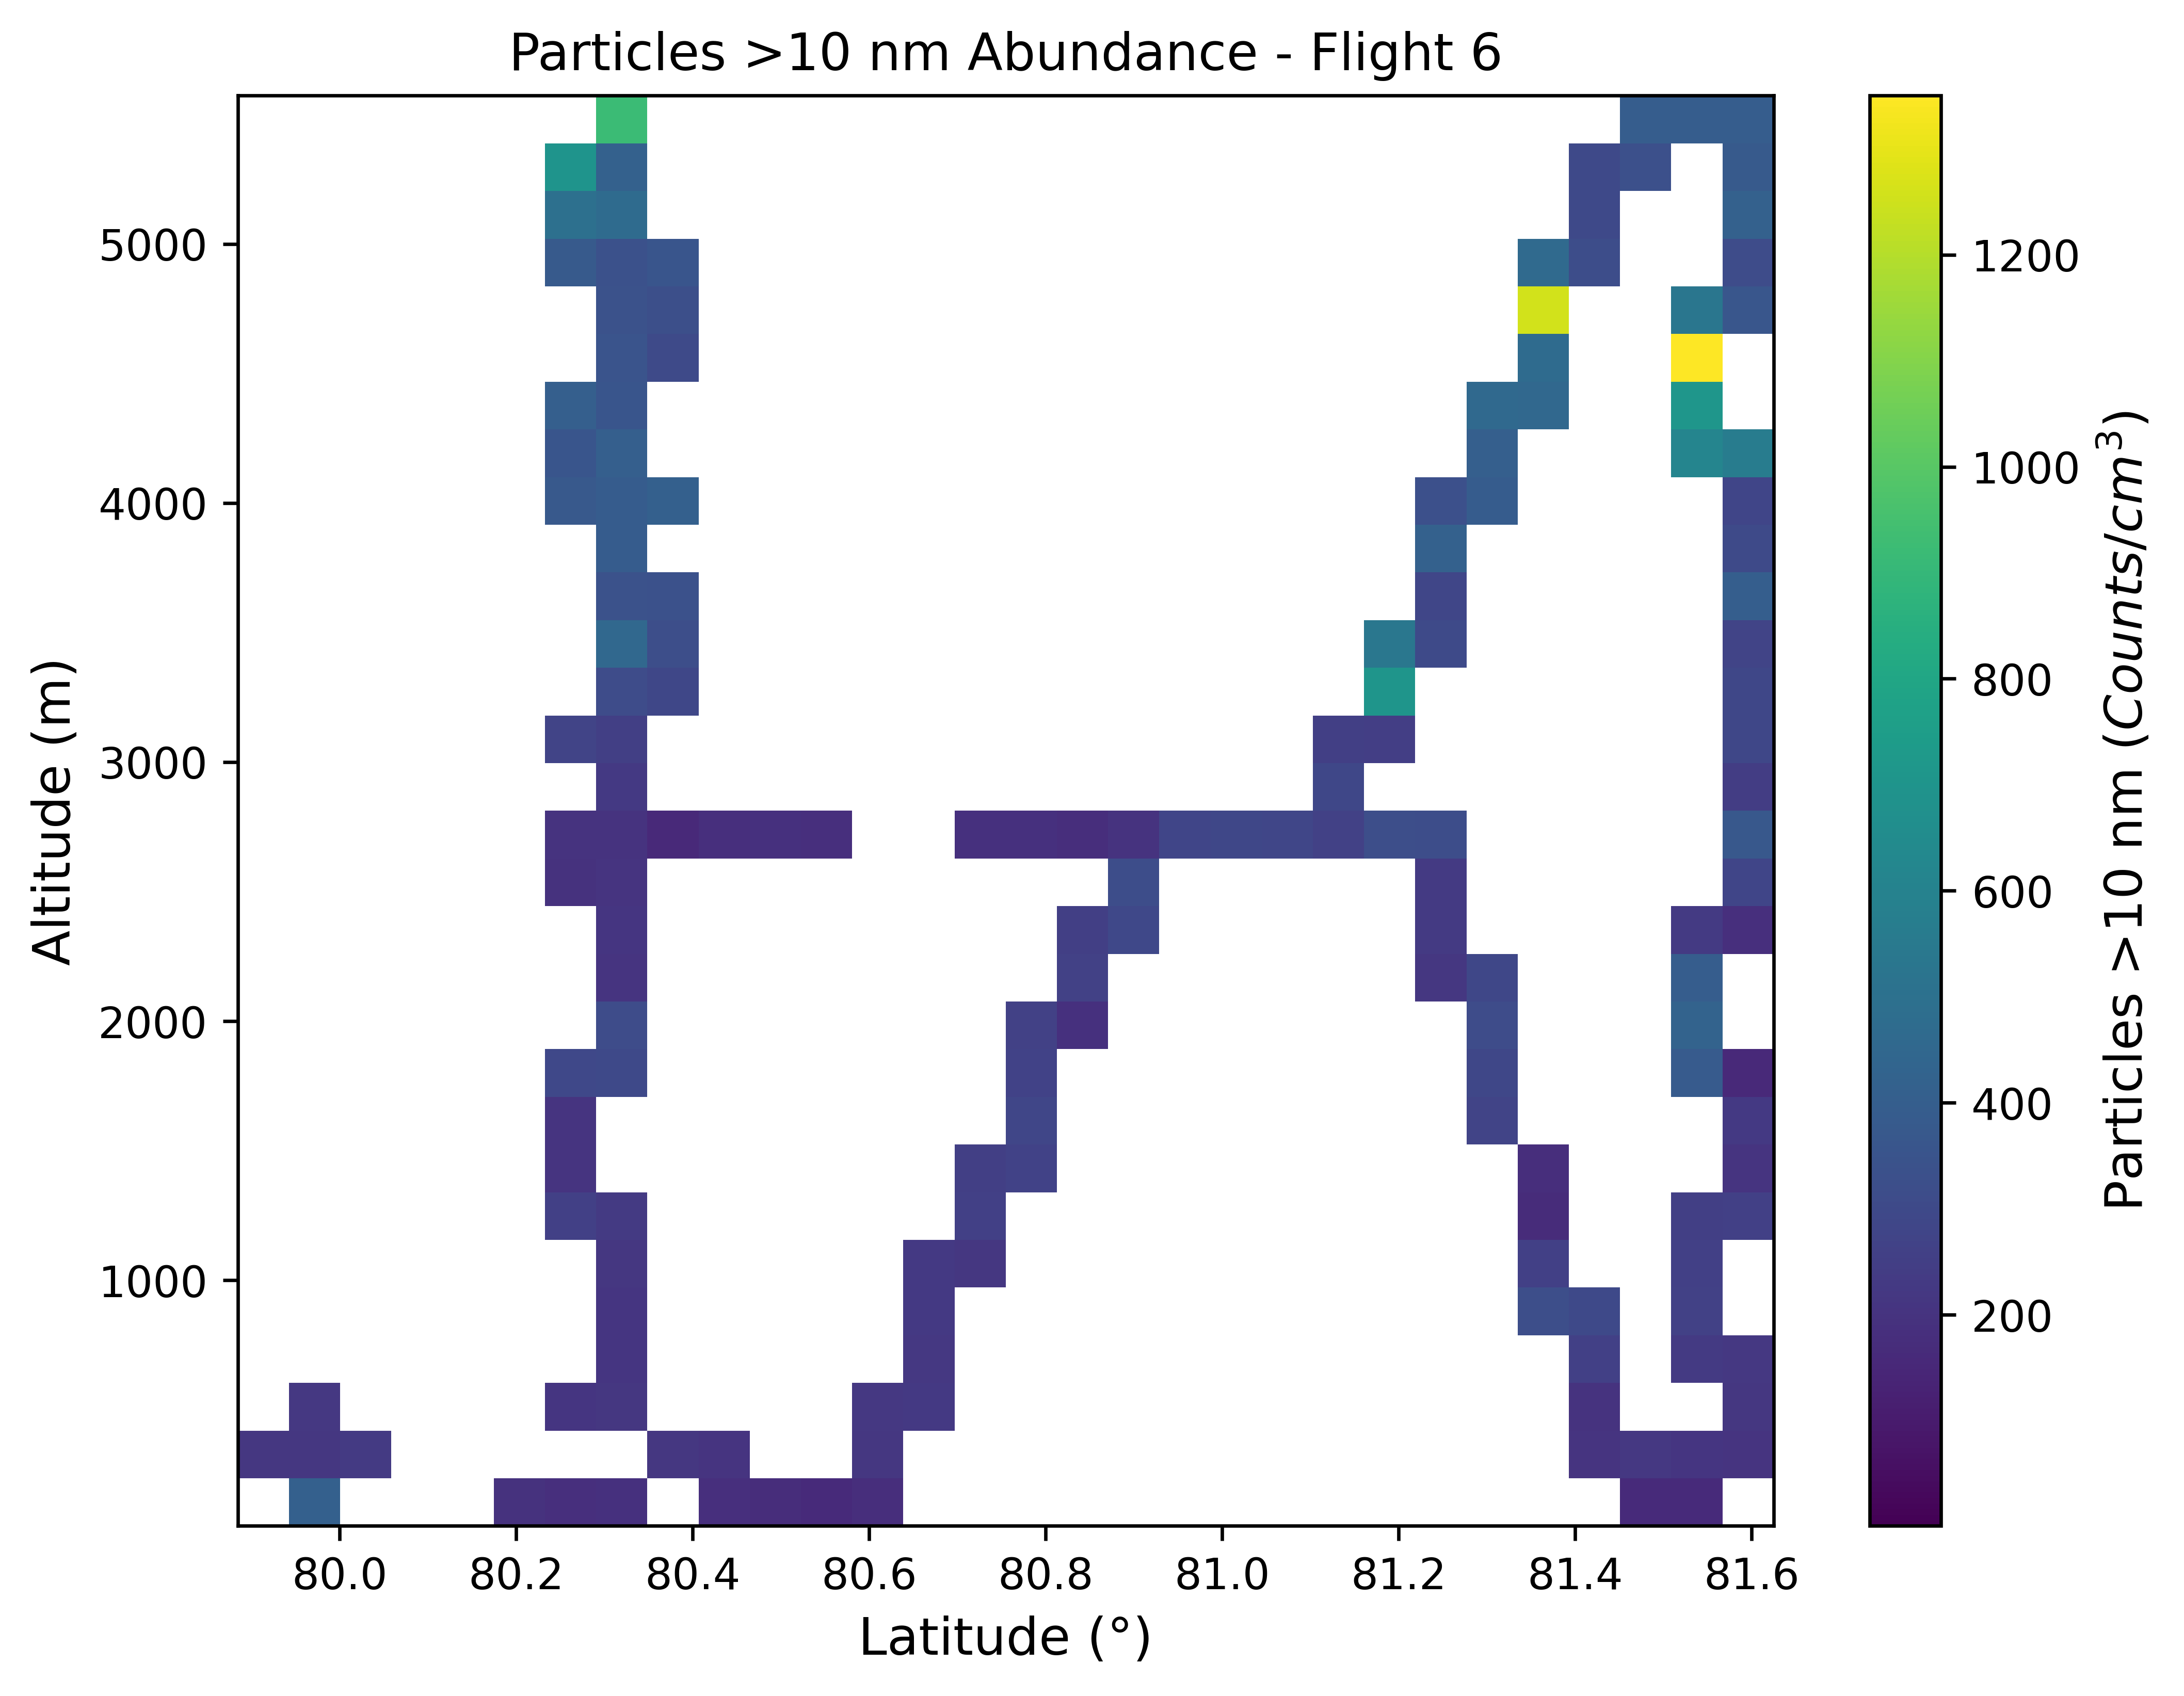 Particles >10 nm Abundance - Flight 6
5000
4000
3000
2000
1000
Altitude (m)
80.0 80.2 80.4 80.6 80.8 81.0 81.2 81.4 81.6
Latitude (°)
1200
1000
800
600
400
200
Particles >10 nm (Counts/cm³)